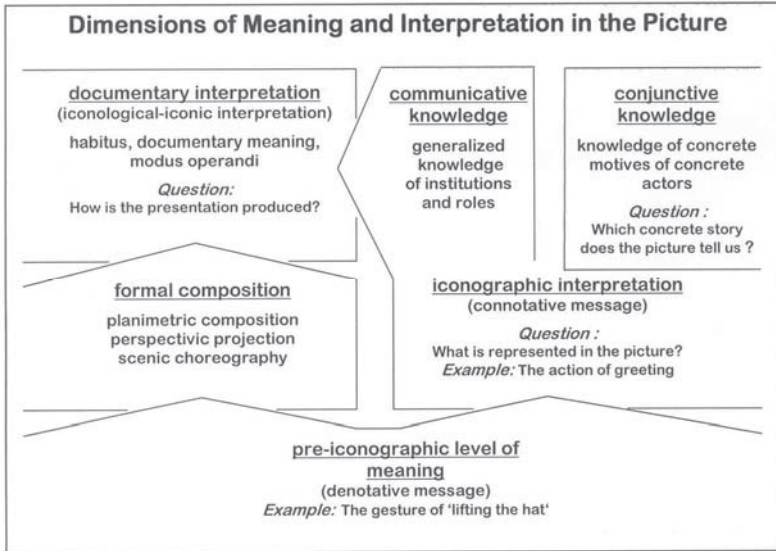 Dimensions of Meaning and Interpretation in the Picture
documentary interpretation
(iconological-iconic interpretation)
habitus, documentary meaning,
modus operandi
Question:
How is the presentation produced?
communicative
knowledge
generalized
knowledge
of institutions
and roles
conjunctive
knowledge
knowledge of concrete
motives of concrete
actors
Question :
Which concrete story
does the picture tell us ?
formal composition
planimetric composition
perspectivic projection
scenic choreography
iconographic interpretation
(connotative message)
Question :
What is represented in the picture?
Example: The action of greeting
pre-iconographic level of
meaning
(denotative message)
Example: The gesture of 'lifting the hat'